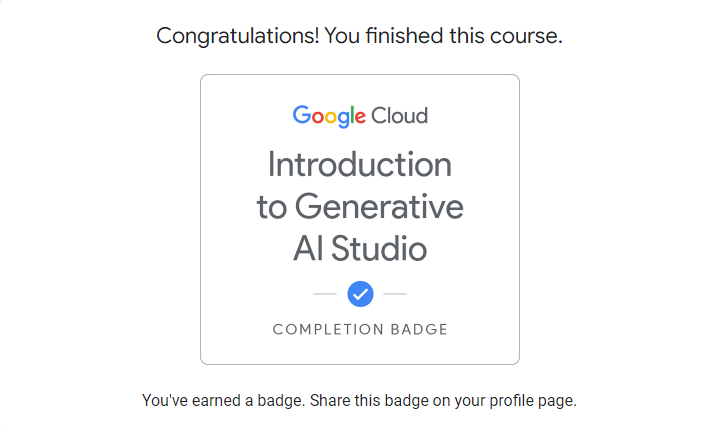 Congratulations! You finished this course.
Google Cloud
Introduction
to Generative
AI Studio
COMPLETION BADGE
You've earned a badge. Share this badge on your profile page.